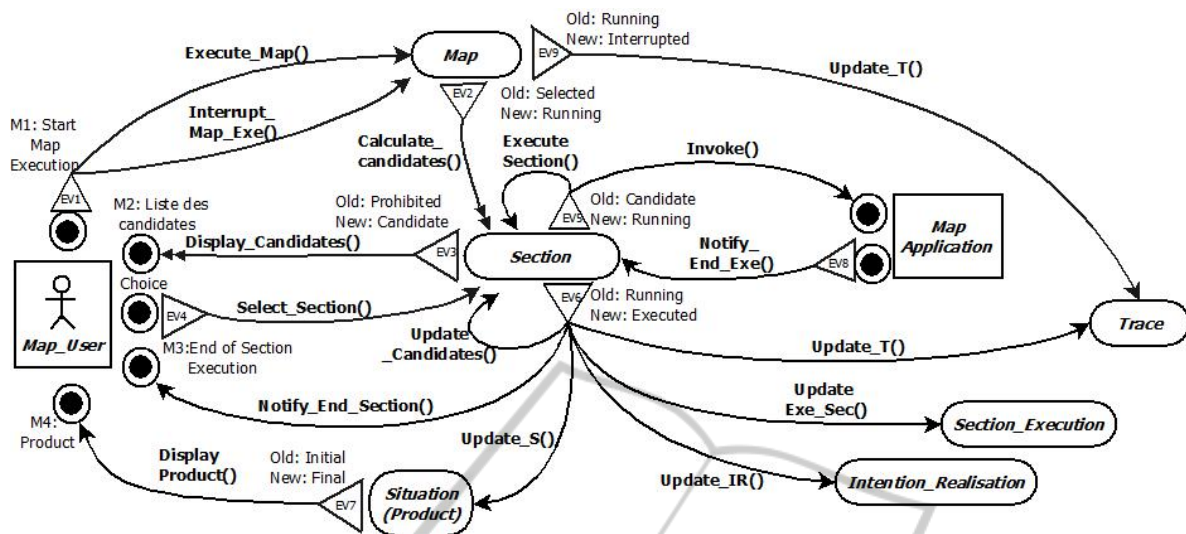 Execute_Map()
Map
EV9
Old: Running
New: Interrupted
Update_T()
Interrupt_
Map_Exe()
EV2
Old: Selected
New: Running
M1: Start
Map
Execution
EV1
Calculate_
candidates()
Execute
Section()
Invoke()
M2: Liste des
candidates
Old: Prohibited
New: Candidate
EV5
Old: Candidate
New: Running
Display_Candidates()
EV3
Section
Notify_
End_Exe()
EV8
Map
Application
Choice
EV4
Select_Section()
EV6
Old: Running
New: Executed
Map_User
M3:End of Section
Execution
Update
_Candidates()
Update_T()
Trace
Notify_End_Section()
Update
Exe_Sec()
Section_Execution
M4:
Product
Display
Product()
Old: Initial
New: Final
EV7
Update_S()
Situation
(Product)
Update_IR()
Intention_Realisation